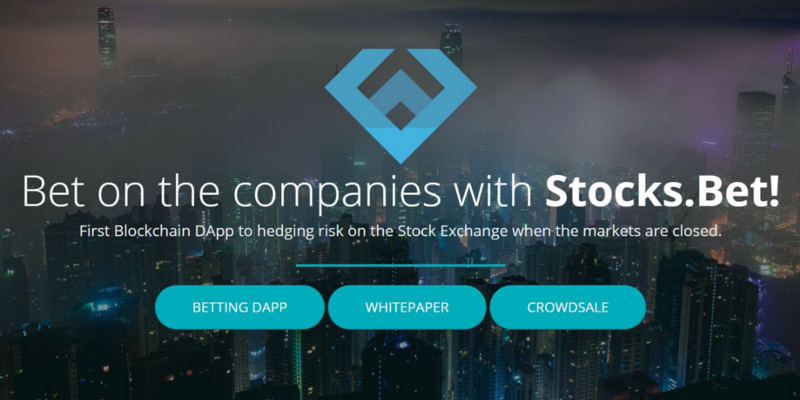 Bet on the companies with Stocks.Bet!
First Blockchain DApp to hedging risk on the Stock Exchange when the markets are closed.
BETTING DAPP WHITEPAPER CROWDSALE